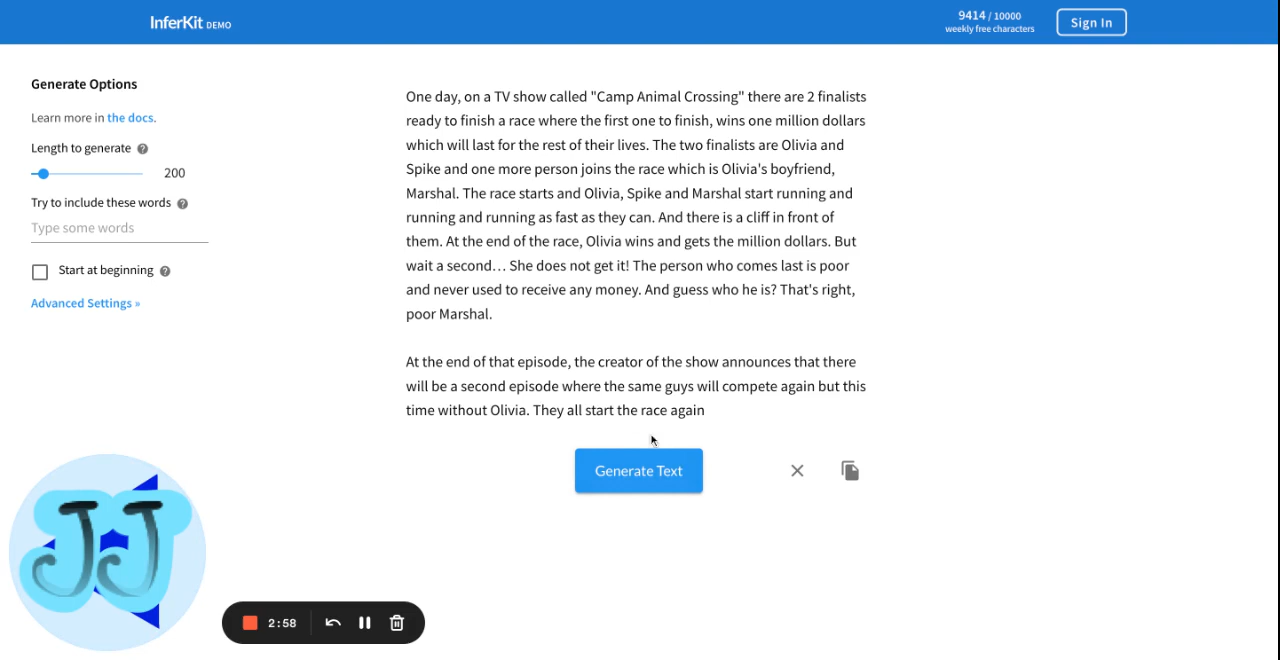 InferKit DEMO
9414 / 10000
weekly free characters
Sign In
Generate Options
Learn more in the docs.
Length to generate
200
Try to include these words
Type some words
Start at beginning
Advanced Settings »
One day, on a TV show called "Camp Animal Crossing" there are 2 finalists
ready to finish a race where the first one to finish, wins one million dollars
which will last for the rest of their lives. The two finalists are Olivia and
Spike and one more person joins the race which is Olivia's boyfriend,
Marshal. The race starts and Olivia, Spike and Marshal start running and
running and running as fast as they can. And there is a cliff in front of
them. At the end of the race, Olivia wins and gets the million dollars. But
wait a second… She does not get it! The person who comes last is poor
and never used to receive any money. And guess who he is? That's right,
poor Marshal.
At the end of that episode, the creator of the show announces that there
will be a second episode where the same guys will compete again but this
time without Olivia. They all start the race again
Generate Text
JJ
2:58